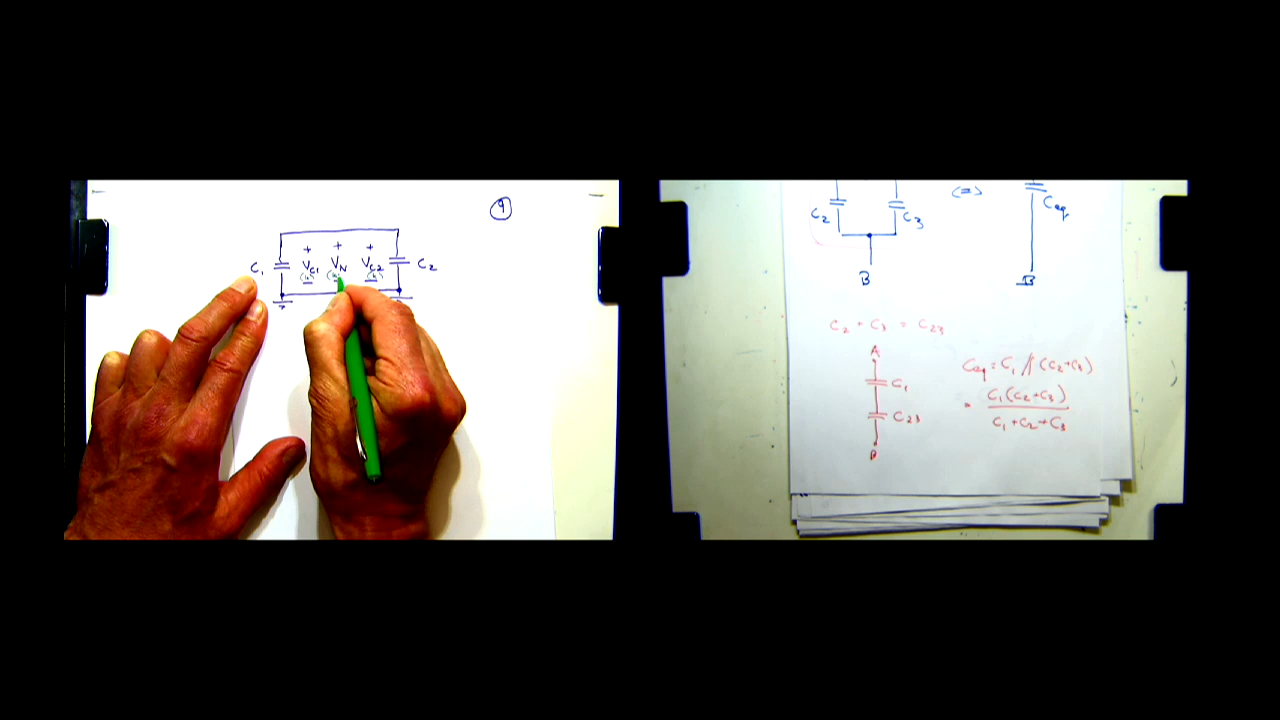 9
+ + +
C1 VC1 VN VC2 C2
(k) (k) (k)
C2 C3 (=) Ceq
B B
C2 + C3 = C23
A
C1
C23
B
Ceq = C1 // (C2+C3)
= C1(C2+C3)
C1+C2+C3